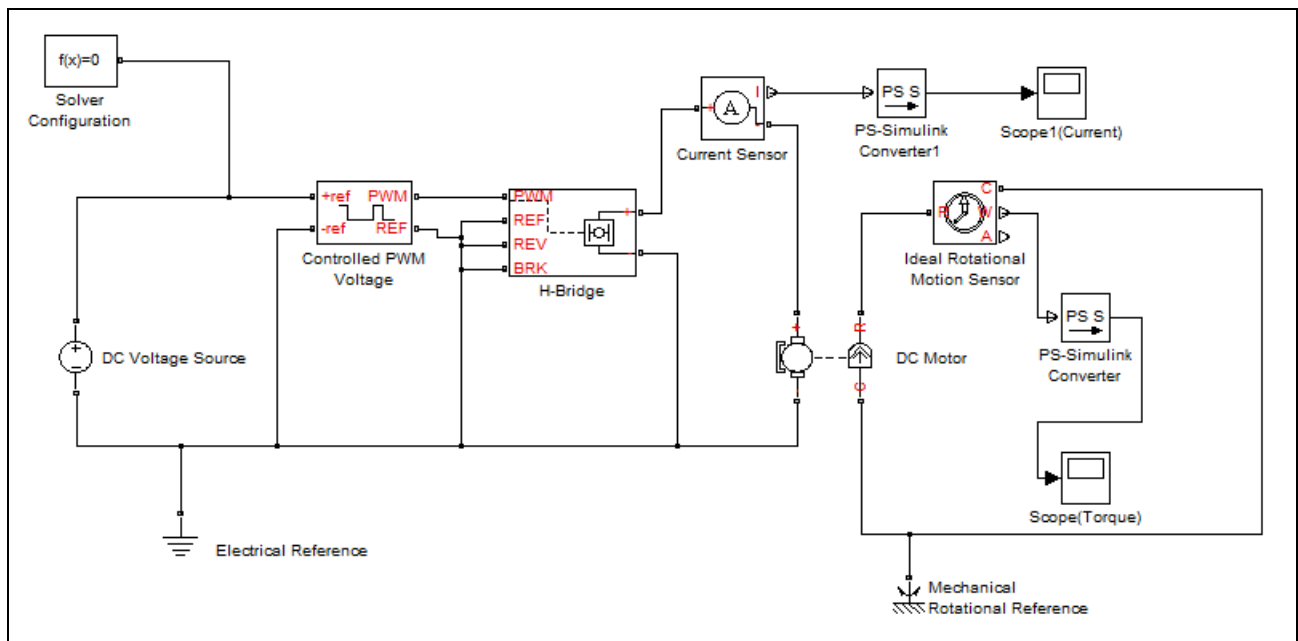 f(x)=0
Solver
Configuration
+ref PWM
-ref REF
Controlled PWM
Voltage
PWM
REF
REV
BRK
+
-
H-Bridge
+ A I
-
Current Sensor
PS S
PS-Simulink
Converter1
Scope1(Current)
R C
W
A
Ideal Rotational
Motion Sensor
PS S
PS-Simulink
Converter
Scope(Torque)
DC Voltage Source
+
-
+
-
R
C
DC Motor
Electrical Reference
Mechanical
Rotational Reference